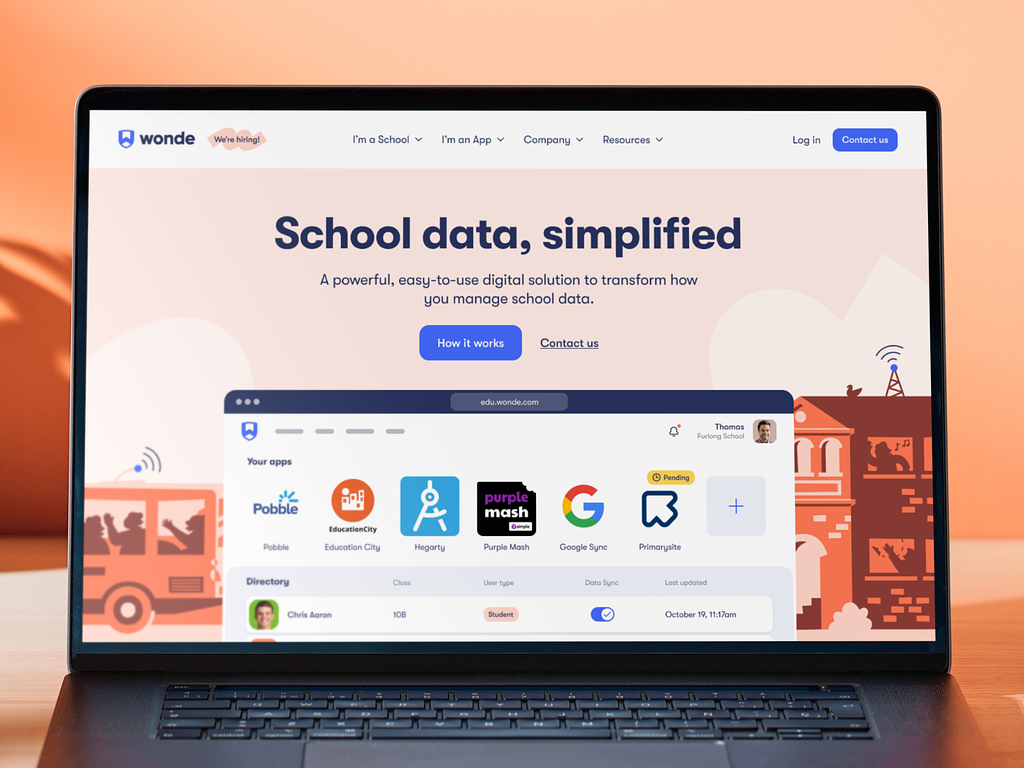 wonde
We're hiring!
I'm a School
I'm an App
Company
Resources
Log in
Contact us
School data, simplified
A powerful, easy-to-use digital solution to transform how
you manage school data.
How it works
Contact us
edu.wonde.com
Thomas
Furlong School
Your apps
Pending
Pobble
EducationCity
purple
mash
simple
Pobble
Education City
Hegarty
Purple Mash
Google Sync
Primarysite
Directory
Class
User type
Data Sync
Last updated
Chris Aaron
10B
Student
October 19, 11:17am